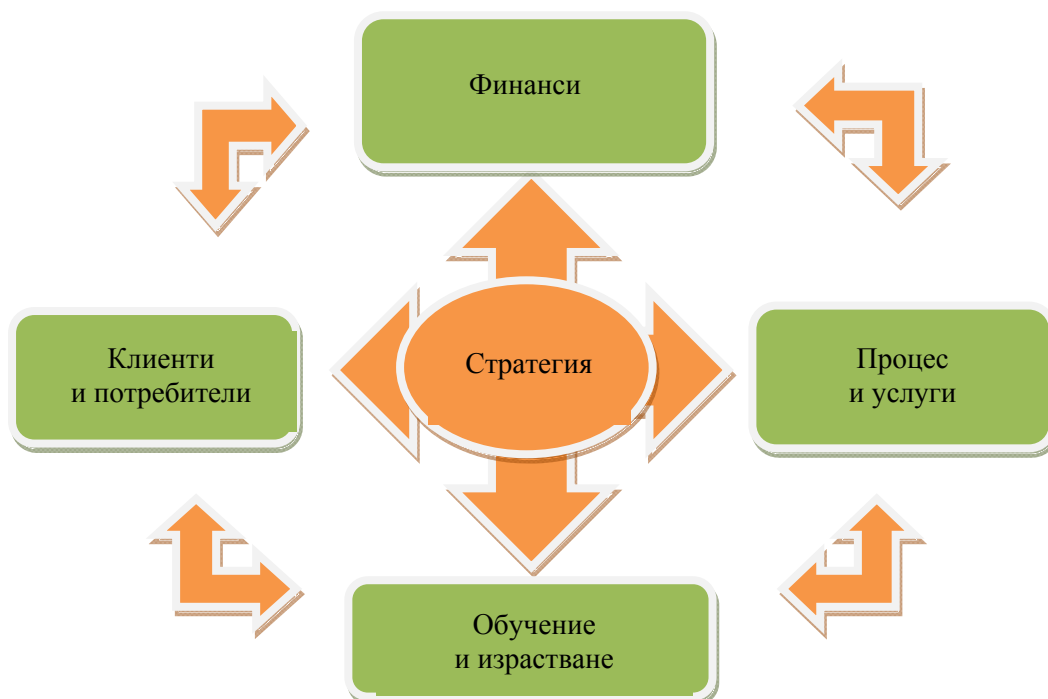 Финанси
Клиенти
и потребители
Стратегия
Процес
и услуги
Обучение
и израстване